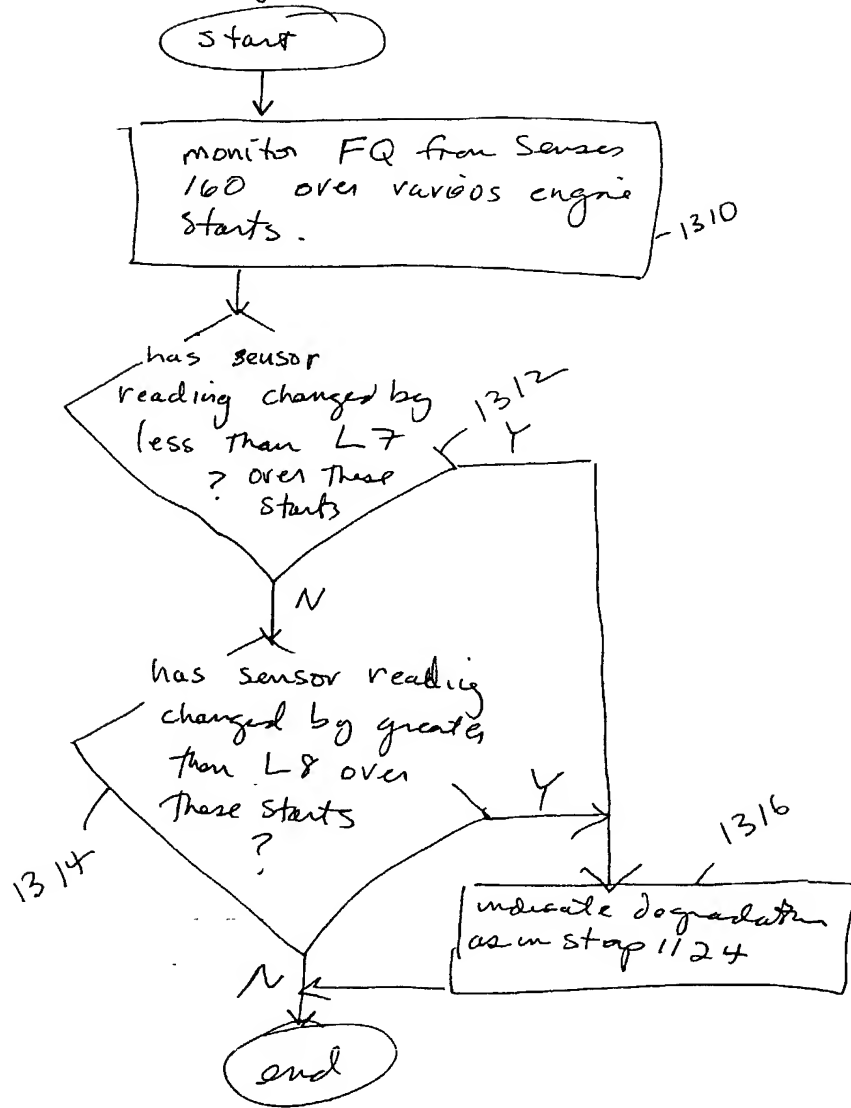 start
monitor FQ from Sensor
160 over various engine
starts.
1310
has sensor
reading changed by
less than L7
? over these
starts
1312
Y
N
has sensor reading
changed by greater
than L8 over
these starts
?
1314
Y
1316
indicate degradation
as in step 1124
N
end